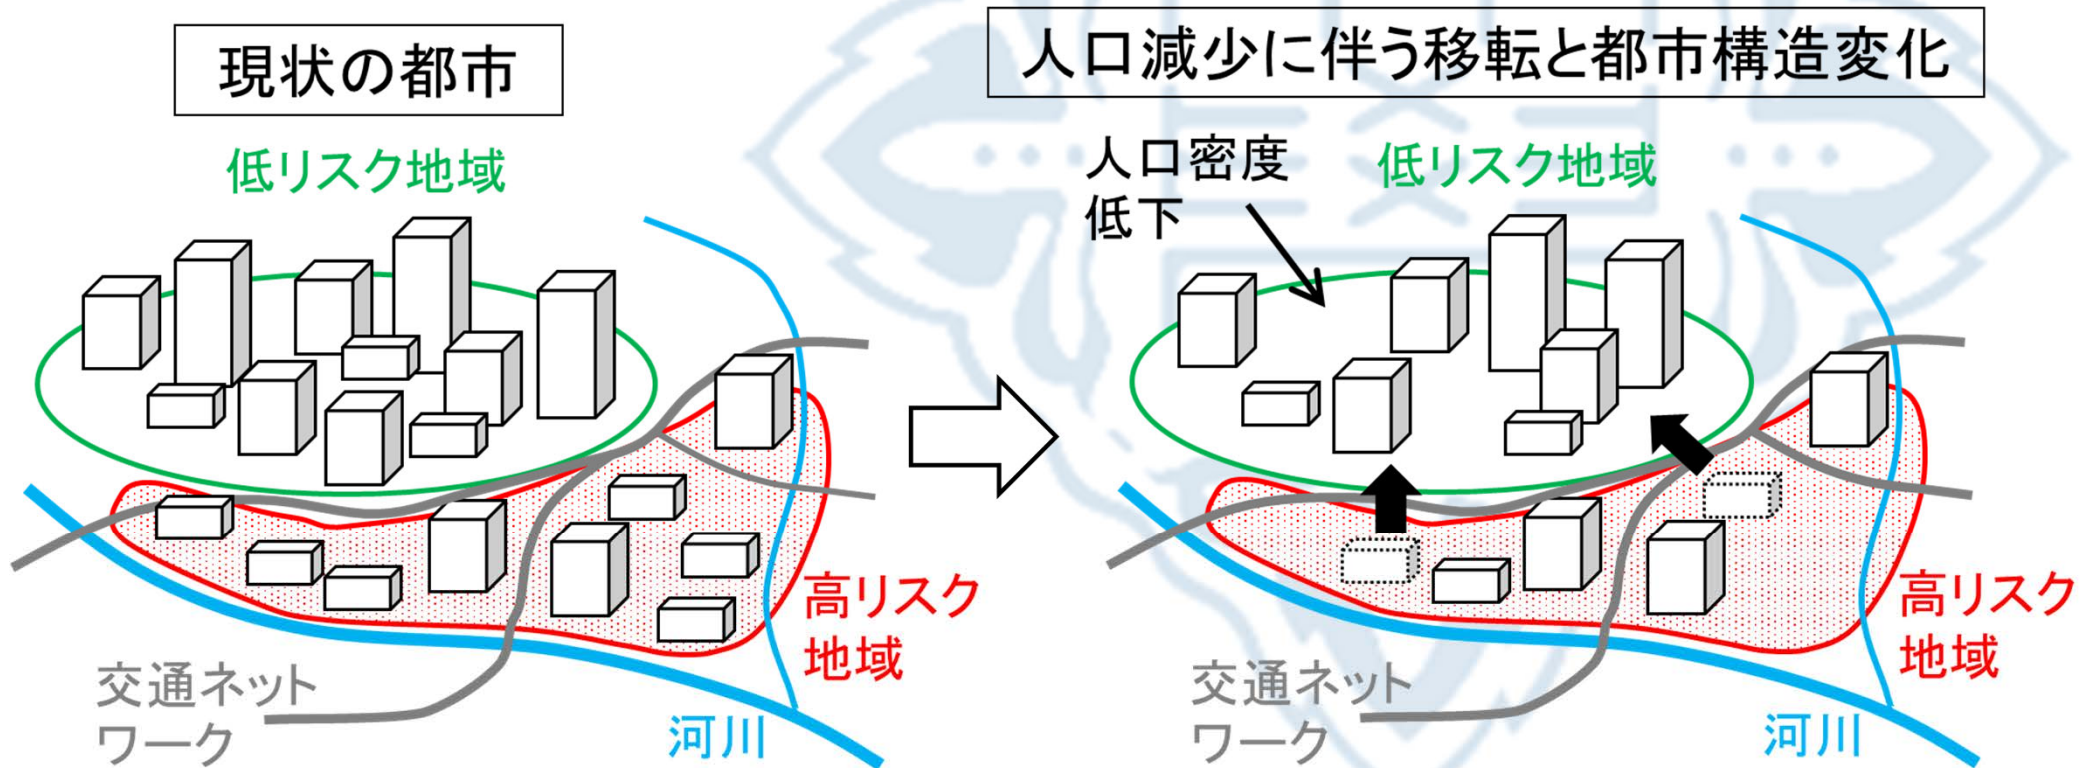 現状の都市
低リスク地域
高リスク
地域
交通ネット
ワーク
河川
人口減少に伴う移転と都市構造変化
人口密度
低下
低リスク地域
高リスク
地域
交通ネット
ワーク
河川